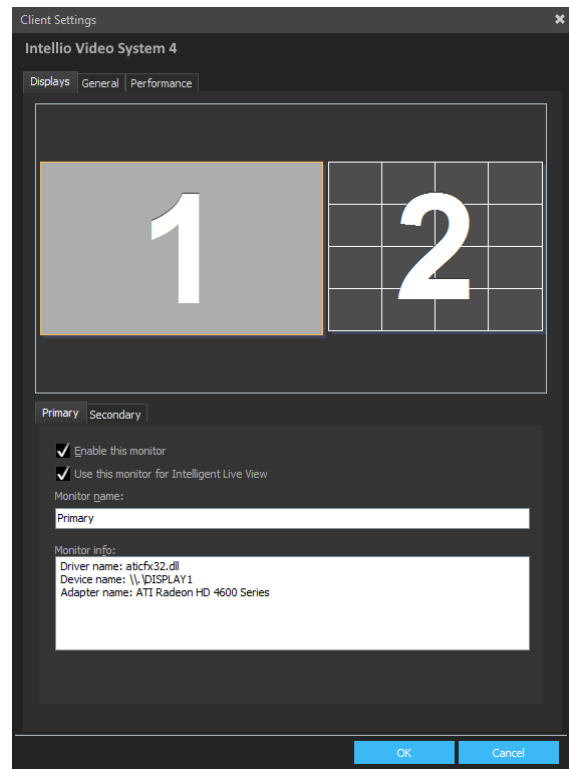 Client Settings
Intellio Video System 4
Displays General Performance
1 2
Primary Secondary
Enable this monitor
Use this monitor for Intelligent Live View
Monitor name:
Primary
Monitor info:
Driver name: aticfx32.dll
Device name: \\.\DISPLAY1
Adapter name: ATI Radeon HD 4600 Series
OK Cancel